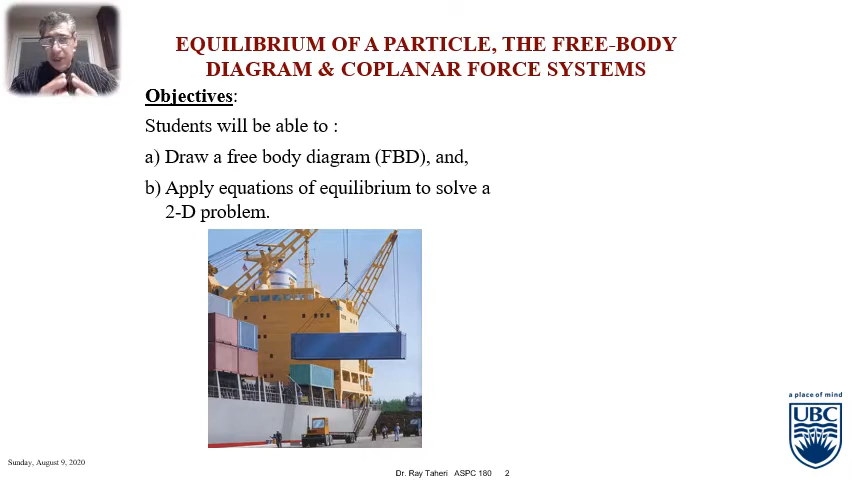 EQUILIBRIUM OF A PARTICLE, THE FREE-BODY
DIAGRAM & COPLANAR FORCE SYSTEMS
Objectives:
Students will be able to :
a) Draw a free body diagram (FBD), and,
b) Apply equations of equilibrium to solve a
2-D problem.
a place of mind
UBC
Sunday, August 9, 2020
Dr. Ray Taheri ASPC 180 2